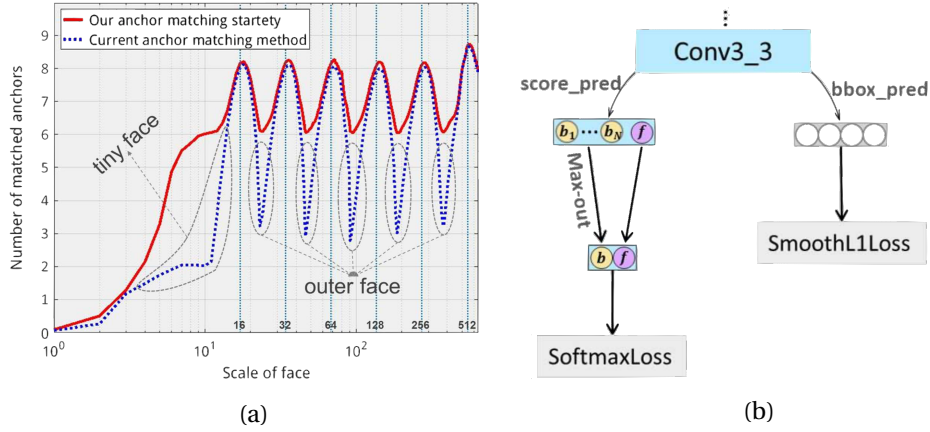 Our anchor matching startety
Current anchor matching method
Number of matched anchors
9
8
7
6
5
4
3
2
1
0
tiny face
outer face
16 32 64 128 256 512
10^0 10^1 10^2
Scale of face
(a)
⋮
Conv3_3
score_pred
bbox_pred
b_1 ··· b_N f
Max-out
b f
SmoothL1Loss
SoftmaxLoss
(b)